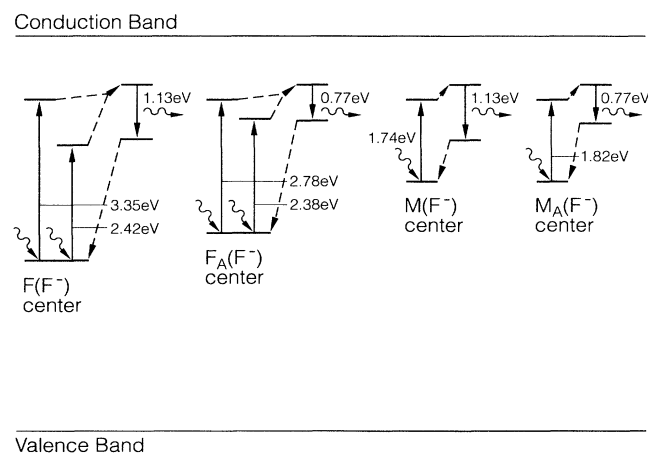 Conduction Band
1.13eV
0.77eV
1.13eV
0.77eV
1.74eV
1.82eV
3.35eV
2.42eV
2.78eV
2.38eV
F(F⁻)
center
F_A(F⁻)
center
M(F⁻)
center
M_A(F⁻)
center
Valence Band